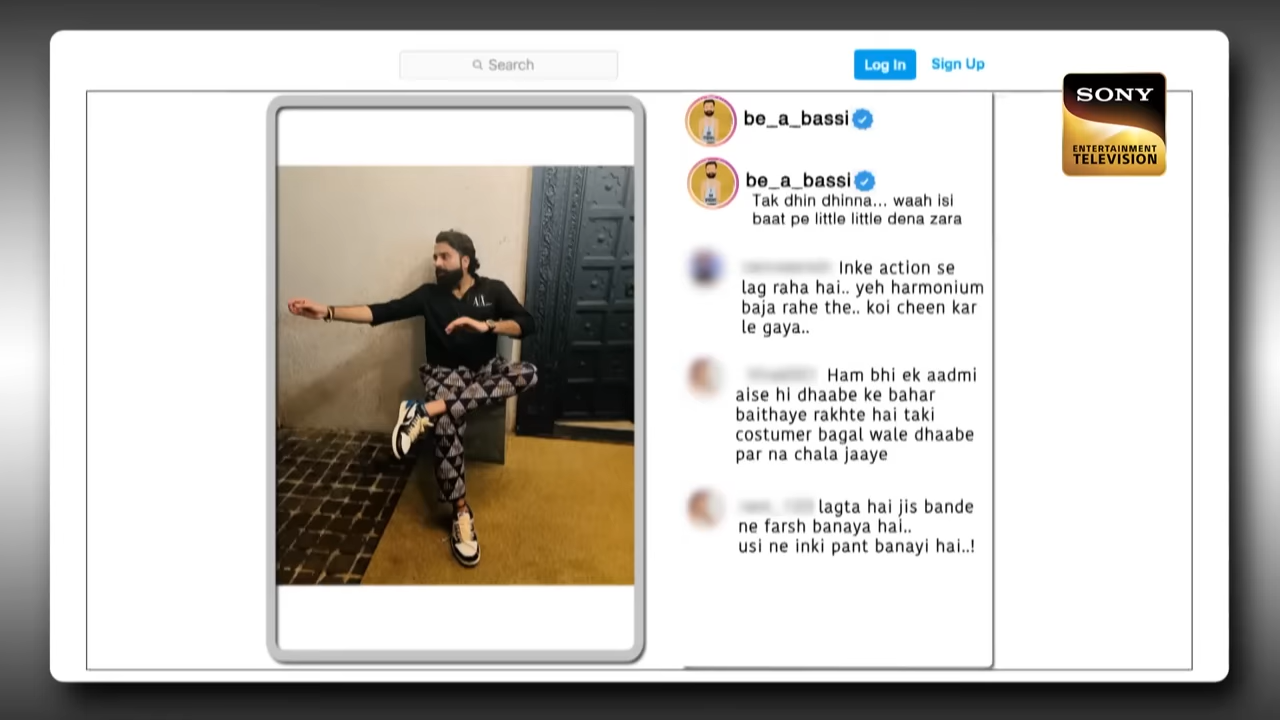 Search
Log In
Sign Up
SONY
ENTERTAINMENT
TELEVISION
be_a_bassi
be_a_bassi
Tak dhin dhinna... waah isi
baat pe little little dena zara
Inke action se
lag raha hai.. yeh harmonium
baja rahe the.. koi cheen kar
le gaya..
Ham bhi ek aadmi
aise hi dhaabe ke bahar
baithaye rakhte hai taki
costumer bagal wale dhaabe
par na chala jaaye
lagta hai jis bande
ne farsh banaya hai..
usi ne inki pant banayi hai..!